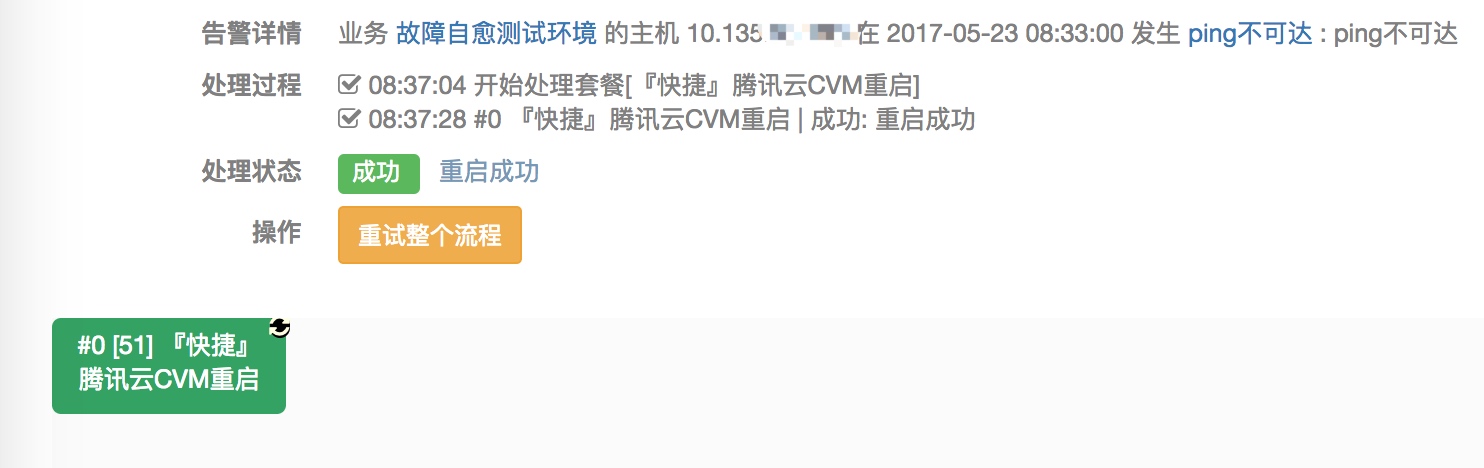 告警详情 业务 故障自愈测试环境 的主机 10.135 在 2017-05-23 08:33:00 发生 ping不可达 : ping不可达
处理过程 08:37:04 开始处理套餐[『快捷』腾讯云CVM重启]
08:37:28 #0 『快捷』腾讯云CVM重启 | 成功: 重启成功
处理状态 成功 重启成功
操作 重试整个流程
#0 [51] 『快捷』
腾讯云CVM重启